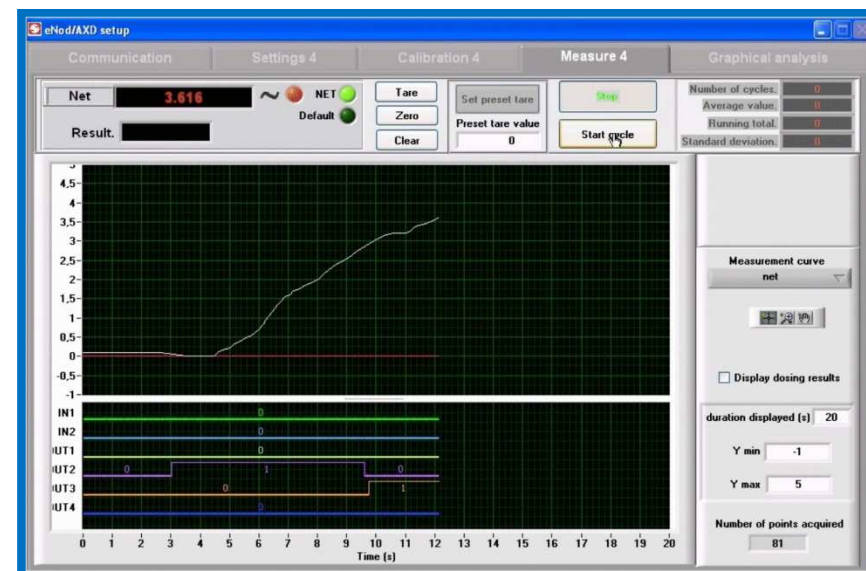 eNod/AXD setup
Communication Settings 4 Calibration 4 Measure 4 Graphical analysis
Net 3.616 NET
Default
Result.
Tare
Zero
Clear
Set preset tare
Preset tare value
0
Stop
Start cycle
Number of cycles. 0
Average value. 0
Running total. 0
Standard deviation. 0
5
4,5
4
3,5
3
2,5
2
1,5
1
0,5
0
-0,5
-1
IN1 0
IN2 0
OUT1 0
OUT2 0 1 0
OUT3 0 1
OUT4 0
0 1 2 3 4 5 6 7 8 9 10 11 12 13 14 15 16 17 18 19 20
Time (s)
Measurement curve
net
Display dosing results
duration displayed (s) 20
Y min -1
Y max 5
Number of points acquired
81